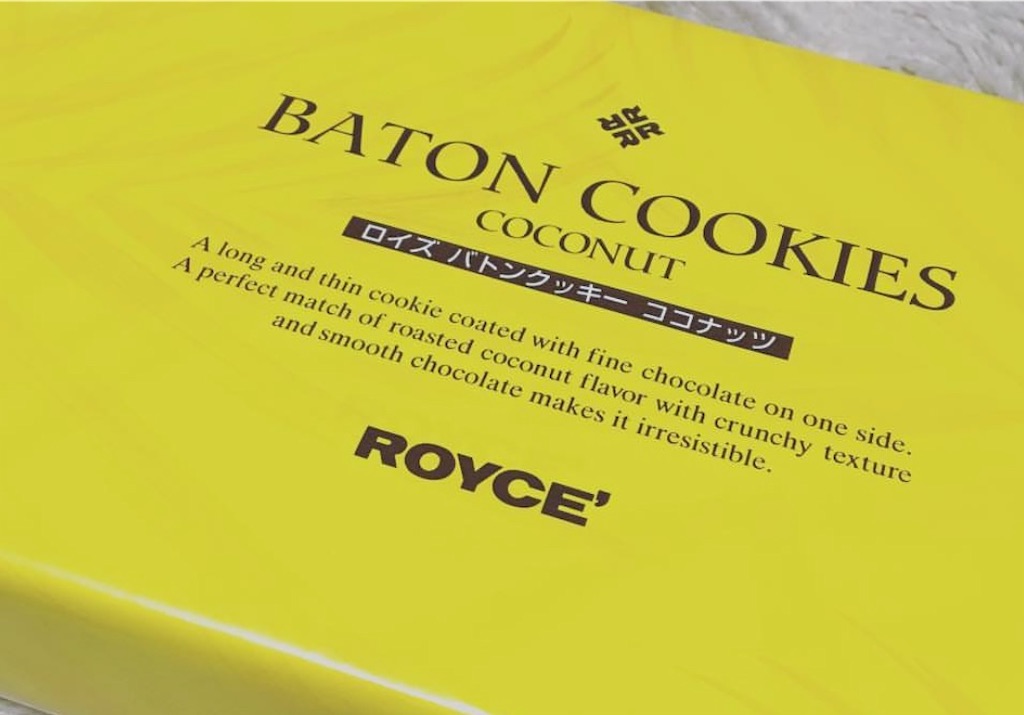 BATON COOKIES
COCONUT
ロイズ バトンクッキー ココナッツ
A long and thin cookie coated with fine chocolate on one side.
A perfect match of roasted coconut flavor with crunchy texture
and smooth chocolate makes it irresistible.
ROYCE'